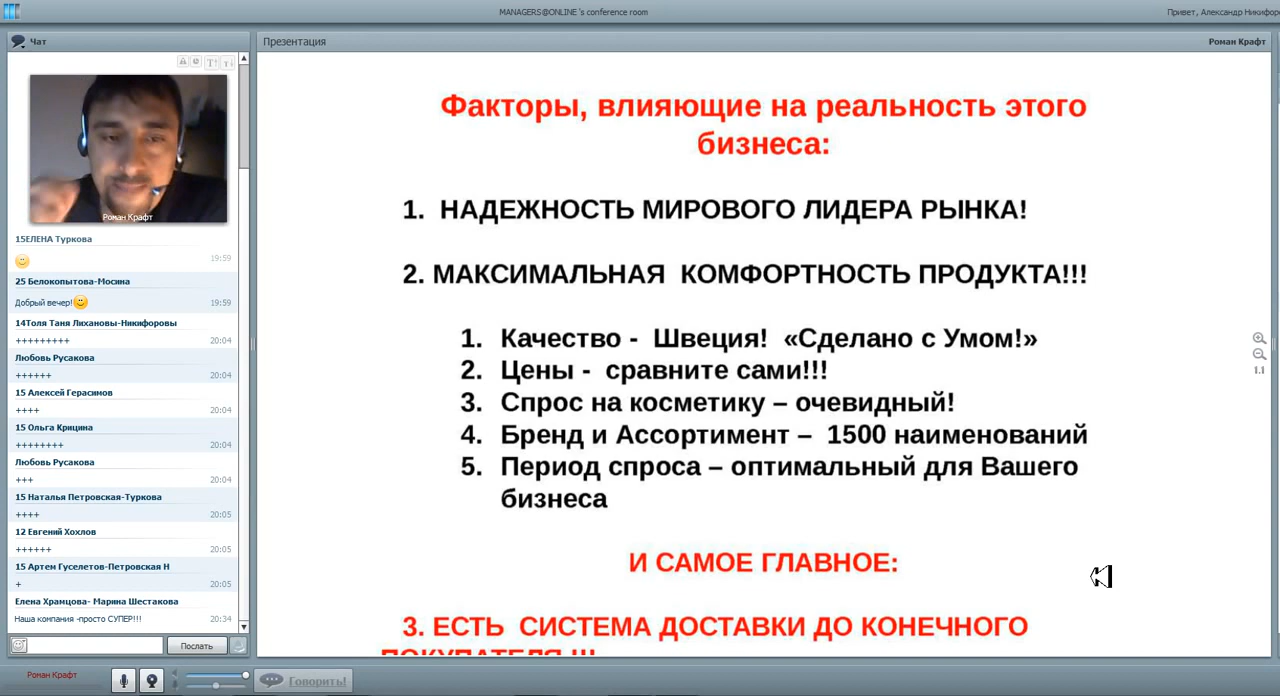 MANAGERS@ONLINE 's conference room
Привет, Александр Никифоро
Чат
Роман Крафт
15ЕЛЕНА Туркова
19:59
25 Белокопытова-Мосина
Добрый вечер! 19:59
14Толя Таня Лихановы-Никифоровы
+++++++++ 20:04
Любовь Русакова
++++++ 20:04
15 Алексей Герасимов
++++ 20:04
15 Ольга Крицина
++++++++ 20:04
Любовь Русакова
+++ 20:04
15 Наталья Петровская-Туркова
++++ 20:05
12 Евгений Хохлов
++++++ 20:05
15 Артем Гуселетов-Петровская Н
+ 20:05
Елена Храмцова- Марина Шестакова
Наша компания -просто СУПЕР!!! 20:34
Послать
Роман Крафт
Говорить!
Презентация
Роман Крафт
Факторы, влияющие на реальность этого
бизнеса:
1. НАДЕЖНОСТЬ МИРОВОГО ЛИДЕРА РЫНКА!
2. МАКСИМАЛЬНАЯ КОМФОРТНОСТЬ ПРОДУКТА!!!
1. Качество - Швеция! «Сделано с Умом!»
2. Цены - сравните сами!!!
3. Спрос на косметику – очевидный!
4. Бренд и Ассортимент – 1500 наименований
5. Период спроса – оптимальный для Вашего
бизнеса
И САМОЕ ГЛАВНОЕ:
3. ЕСТЬ СИСТЕМА ДОСТАВКИ ДО КОНЕЧНОГО
ПОКУПАТЕЛЯ !!!
1:1